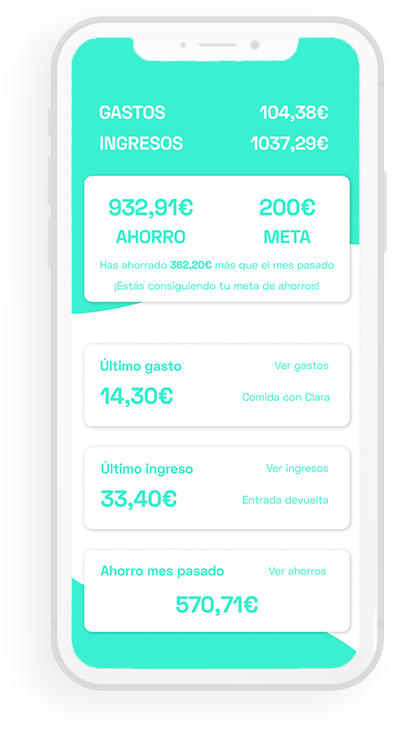 GASTOS 104,38€
INGRESOS 1037,29€
932,91€ 200€
AHORRO META
Has ahorrado 362,20€ más que el mes pasado
¡Estás consiguiendo tu meta de ahorros!
Último gasto Ver gastos
14,30€ Comida con Clara
Último ingreso Ver ingresos
33,40€ Entrada devuelta
Ahorro mes pasado Ver ahorros
570,71€